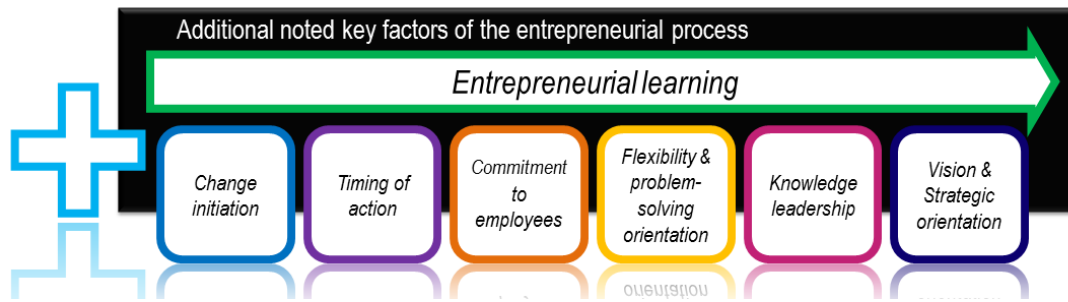 Additional noted key factors of the entrepreneurial process
Entrepreneurial learning
Change
initiation
Timing of
action
Commitment
to
employees
Flexibility &
problem-
solving
orientation
Knowledge
leadership
Vision &
Strategic
orientation